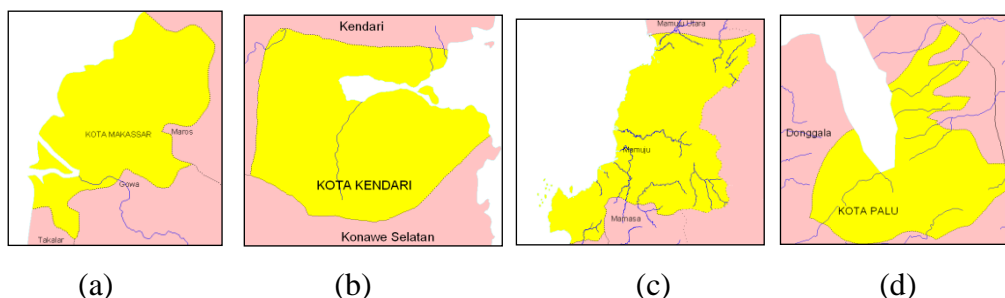 KOTA MAKASSAR
Maros
Gowa
Takalar
Kendari
KOTA KENDARI
Konawe Selatan
Mamuju Utara
Mamuju
Mamasa
Donggala
KOTA PALU
(a) (b) (c) (d)